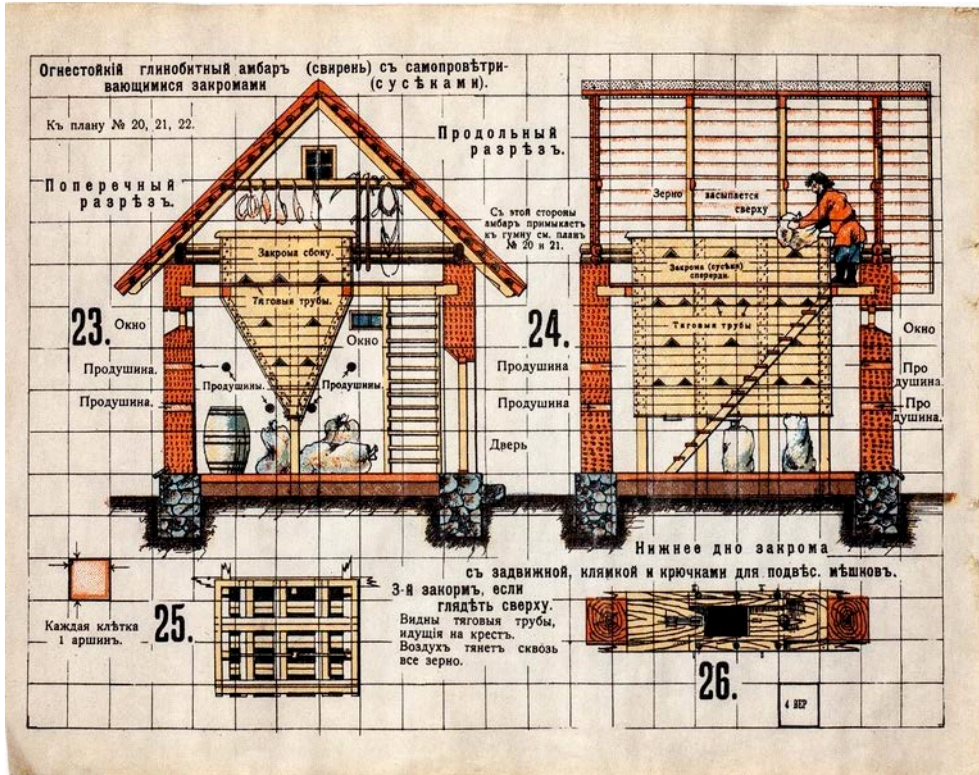 Огнестойкій глинобитный амбаръ (свирень) съ самопровѣтри-
вающимися закромами (сусѣками).
Къ плану № 20, 21, 22.
Поперечный
разрѣзъ.
Продольный
разрѣзъ.
Съ этой стороны
амбаръ примыкаетъ
къ гумну см. планъ
№ 20 и 21.
Зерно засыпается
сверху
Закрома сбоку.
Тяговыя трубы.
Закрома (сусѣки)
спереди.
Тяговыя трубы
23.
Окно
Окно
Продушина.
Продушины.
Продушины.
Продушина.
Дверь
24.
Окно
Продушина
Про
душина.
Продушина
Про
душина.
Нижнее дно закрома
съ задвижной, клямкой и крючками для подвѣс. мѣшковъ.
Каждая клѣтка
1 аршинъ.
25.
3-й закормъ, если
глядѣть сверху.
Видны тяговыя трубы,
идущія на крестъ.
Воздухъ тянетъ сквозь
все зерно.
26.
4 ВЕР